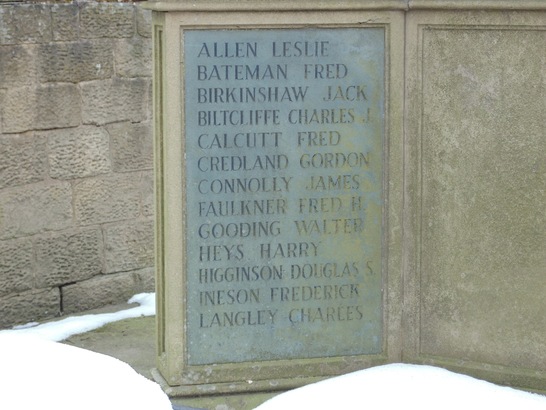 ALLEN LESLIE
BATEMAN FRED
BIRKINSHAW JACK
BILTCLIFFE CHARLES J.
CALCUTT FRED
CREDLAND GORDON
CONNOLLY JAMES
FAULKNER FRED H.
GOODING WALTER
HEYS HARRY
HIGGINSON DOUGLAS S.
INESON FREDERICK
LANGLEY CHARLES